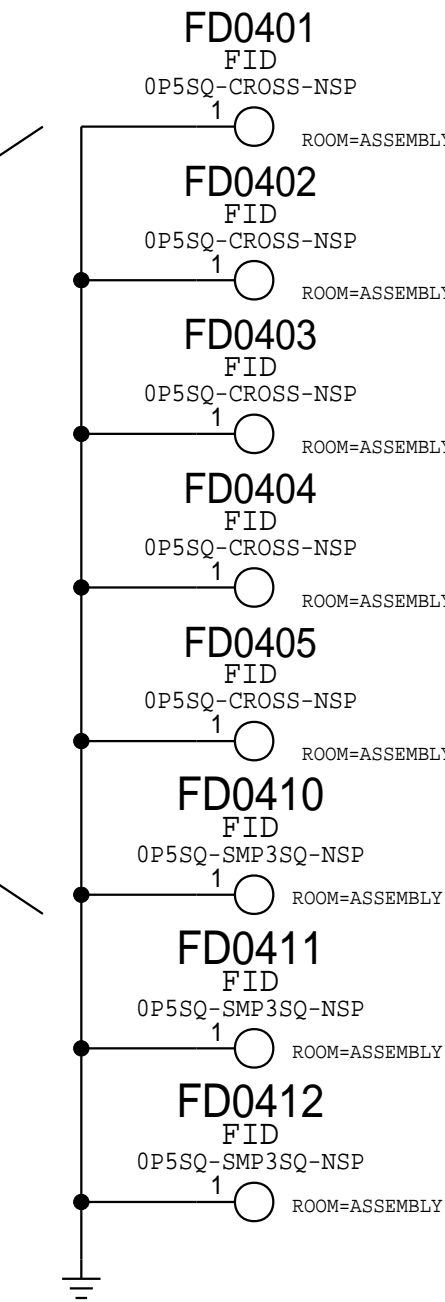 FD0401
FID
0P5SQ-CROSS-NSP
1
ROOM=ASSEMBLY
FD0402
FID
0P5SQ-CROSS-NSP
1
ROOM=ASSEMBLY
FD0403
FID
0P5SQ-CROSS-NSP
1
ROOM=ASSEMBLY
FD0404
FID
0P5SQ-CROSS-NSP
1
ROOM=ASSEMBLY
FD0405
FID
0P5SQ-CROSS-NSP
1
ROOM=ASSEMBLY
FD0410
FID
0P5SQ-SMP3SQ-NSP
1
ROOM=ASSEMBLY
FD0411
FID
0P5SQ-SMP3SQ-NSP
1
ROOM=ASSEMBLY
FD0412
FID
0P5SQ-SMP3SQ-NSP
1
ROOM=ASSEMBLY